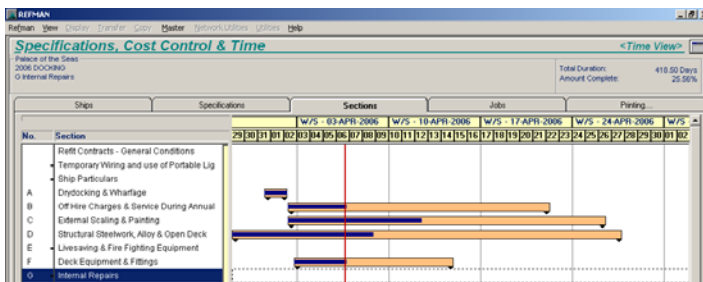 REFMAN
Refman View Display Transfer Copy Master Network Utilities Utilities Help
Specifications, Cost Control & Time
<Time View>
Palace of the Seas
2006 DOCKING
G Internal Repairs
Total Duration: 418.50 Days
Amount Complete: 25.56%
Ships Specifications Sections Jobs Printing...
W/S - 03-APR-2006 W/S - 10-APR-2006 W/S - 17-APR-2006 W/S - 24-APR-2006 W/S
No. Section 29 30 31 01 02 03 04 05 06 07 08 09 10 11 12 13 14 15 16 17 18 19 20 21 22 23 24 25 26 27 28 29 30 01 02
Refit Contracts - General Conditions
Temporary Wiring and use of Portable Lig
Ship Particulars
A Drydocking & Wharfage
B Off Hire Charges & Service During Annual
C External Scaling & Painting
D Structural Steelwork, Alloy & Open Deck
E Livesaving & Fire Fighting Equipment
F Deck Equipment & Fittings
G Internal Repairs